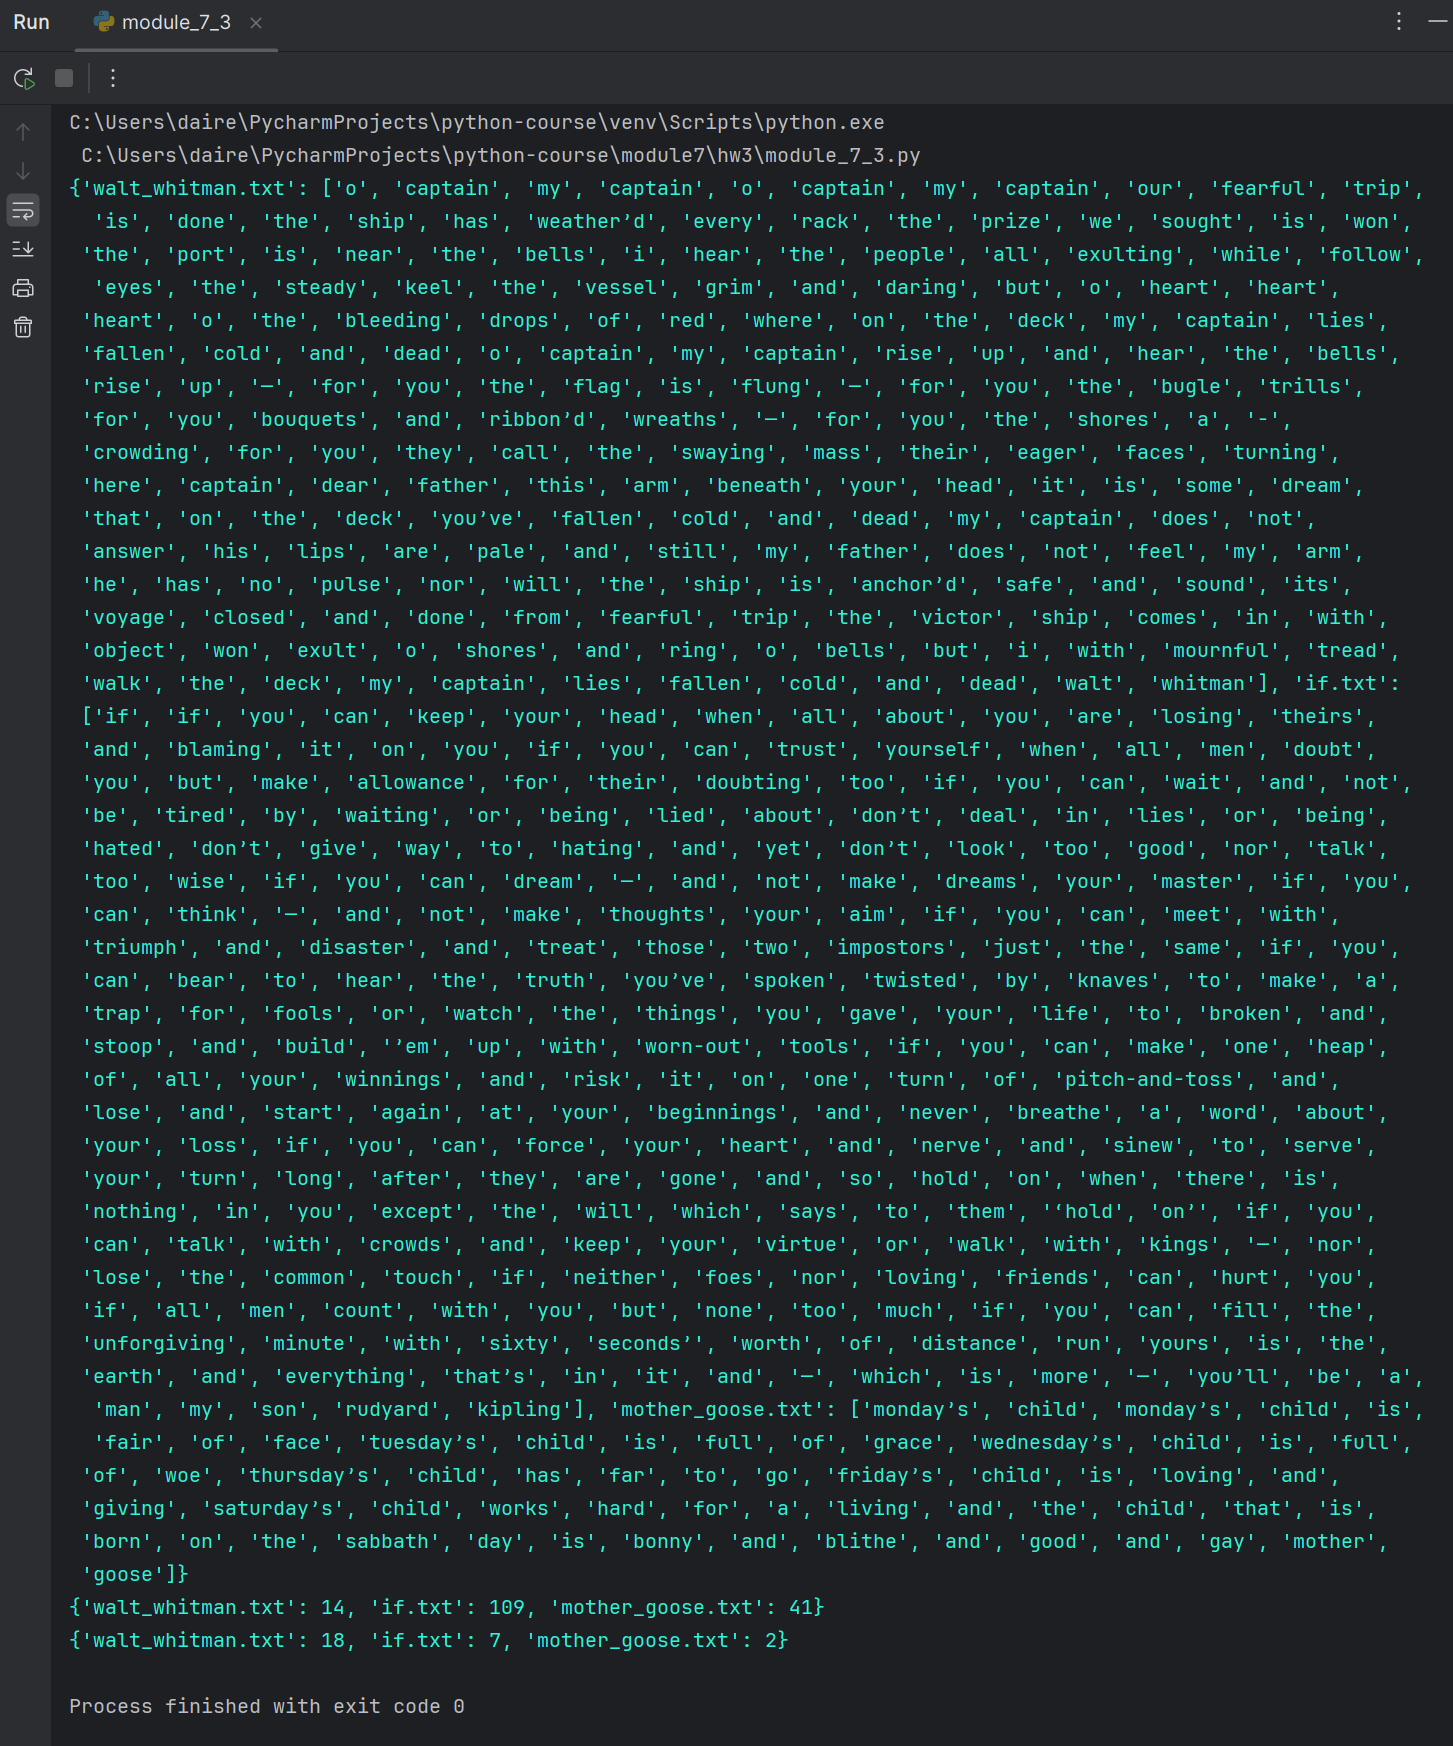 Run module_7_3
C:\Users\daire\PycharmProjects\python-course\venv\Scripts\python.exe
C:\Users\daire\PycharmProjects\python-course\module7\hw3\module_7_3.py
{'walt_whitman.txt': ['o', 'captain', 'my', 'captain', 'o', 'captain', 'my', 'captain', 'our', 'fearful', 'trip',
'is', 'done', 'the', 'ship', 'has', 'weather’d', 'every', 'rack', 'the', 'prize', 'we', 'sought', 'is', 'won',
'the', 'port', 'is', 'near', 'the', 'bells', 'i', 'hear', 'the', 'people', 'all', 'exulting', 'while', 'follow',
'eyes', 'the', 'steady', 'keel', 'the', 'vessel', 'grim', 'and', 'daring', 'but', 'o', 'heart', 'heart',
'heart', 'o', 'the', 'bleeding', 'drops', 'of', 'red', 'where', 'on', 'the', 'deck', 'my', 'captain', 'lies',
'fallen', 'cold', 'and', 'dead', 'o', 'captain', 'my', 'captain', 'rise', 'up', 'and', 'hear', 'the', 'bells',
'rise', 'up', '—', 'for', 'you', 'the', 'flag', 'is', 'flung', '—', 'for', 'you', 'the', 'bugle', 'trills',
'for', 'you', 'bouquets', 'and', 'ribbon’d', 'wreaths', '—', 'for', 'you', 'the', 'shores', 'a', '-',
'crowding', 'for', 'you', 'they', 'call', 'the', 'swaying', 'mass', 'their', 'eager', 'faces', 'turning',
'here', 'captain', 'dear', 'father', 'this', 'arm', 'beneath', 'your', 'head', 'it', 'is', 'some', 'dream',
'that', 'on', 'the', 'deck', 'you’ve', 'fallen', 'cold', 'and', 'dead', 'my', 'captain', 'does', 'not',
'answer', 'his', 'lips', 'are', 'pale', 'and', 'still', 'my', 'father', 'does', 'not', 'feel', 'my', 'arm',
'he', 'has', 'no', 'pulse', 'nor', 'will', 'the', 'ship', 'is', 'anchor’d', 'safe', 'and', 'sound', 'its',
'voyage', 'closed', 'and', 'done', 'from', 'fearful', 'trip', 'the', 'victor', 'ship', 'comes', 'in', 'with',
'object', 'won', 'exult', 'o', 'shores', 'and', 'ring', 'o', 'bells', 'but', 'i', 'with', 'mournful', 'tread',
'walk', 'the', 'deck', 'my', 'captain', 'lies', 'fallen', 'cold', 'and', 'dead', 'walt', 'whitman'], 'if.txt':
['if', 'if', 'you', 'can', 'keep', 'your', 'head', 'when', 'all', 'about', 'you', 'are', 'losing', 'theirs',
'and', 'blaming', 'it', 'on', 'you', 'if', 'you', 'can', 'trust', 'yourself', 'when', 'all', 'men', 'doubt',
'you', 'but', 'make', 'allowance', 'for', 'their', 'doubting', 'too', 'if', 'you', 'can', 'wait', 'and', 'not',
'be', 'tired', 'by', 'waiting', 'or', 'being', 'lied', 'about', 'don’t', 'deal', 'in', 'lies', 'or', 'being',
'hated', 'don’t', 'give', 'way', 'to', 'hating', 'and', 'yet', 'don’t', 'look', 'too', 'good', 'nor', 'talk',
'too', 'wise', 'if', 'you', 'can', 'dream', '—', 'and', 'not', 'make', 'dreams', 'your', 'master', 'if', 'you',
'can', 'think', '—', 'and', 'not', 'make', 'thoughts', 'your', 'aim', 'if', 'you', 'can', 'meet', 'with',
'triumph', 'and', 'disaster', 'and', 'treat', 'those', 'two', 'impostors', 'just', 'the', 'same', 'if', 'you',
'can', 'bear', 'to', 'hear', 'the', 'truth', 'you’ve', 'spoken', 'twisted', 'by', 'knaves', 'to', 'make', 'a',
'trap', 'for', 'fools', 'or', 'watch', 'the', 'things', 'you', 'gave', 'your', 'life', 'to', 'broken', 'and',
'stoop', 'and', 'build', '’em', 'up', 'with', 'worn-out', 'tools', 'if', 'you', 'can', 'make', 'one', 'heap',
'of', 'all', 'your', 'winnings', 'and', 'risk', 'it', 'on', 'one', 'turn', 'of', 'pitch-and-toss', 'and',
'lose', 'and', 'start', 'again', 'at', 'your', 'beginnings', 'and', 'never', 'breathe', 'a', 'word', 'about',
'your', 'loss', 'if', 'you', 'can', 'force', 'your', 'heart', 'and', 'nerve', 'and', 'sinew', 'to', 'serve',
'your', 'turn', 'long', 'after', 'they', 'are', 'gone', 'and', 'so', 'hold', 'on', 'when', 'there', 'is',
'nothing', 'in', 'you', 'except', 'the', 'will', 'which', 'says', 'to', 'them', '‘hold', 'on’', 'if', 'you',
'can', 'talk', 'with', 'crowds', 'and', 'keep', 'your', 'virtue', 'or', 'walk', 'with', 'kings', '—', 'nor',
'lose', 'the', 'common', 'touch', 'if', 'neither', 'foes', 'nor', 'loving', 'friends', 'can', 'hurt', 'you',
'if', 'all', 'men', 'count', 'with', 'you', 'but', 'none', 'too', 'much', 'if', 'you', 'can', 'fill', 'the',
'unforgiving', 'minute', 'with', 'sixty', 'seconds’', 'worth', 'of', 'distance', 'run', 'yours', 'is', 'the',
'earth', 'and', 'everything', 'that’s', 'in', 'it', 'and', '—', 'which', 'is', 'more', '—', 'you’ll', 'be', 'a',
'man', 'my', 'son', 'rudyard', 'kipling'], 'mother_goose.txt': ['monday’s', 'child', 'monday’s', 'child', 'is',
'fair', 'of', 'face', 'tuesday’s', 'child', 'is', 'full', 'of', 'grace', 'wednesday’s', 'child', 'is', 'full',
'of', 'woe', 'thursday’s', 'child', 'has', 'far', 'to', 'go', 'friday’s', 'child', 'is', 'loving', 'and',
'giving', 'saturday’s', 'child', 'works', 'hard', 'for', 'a', 'living', 'and', 'the', 'child', 'that', 'is',
'born', 'on', 'the', 'sabbath', 'day', 'is', 'bonny', 'and', 'blithe', 'and', 'good', 'and', 'gay', 'mother',
'goose']}
{'walt_whitman.txt': 14, 'if.txt': 109, 'mother_goose.txt': 41}
{'walt_whitman.txt': 18, 'if.txt': 7, 'mother_goose.txt': 2}
Process finished with exit code 0